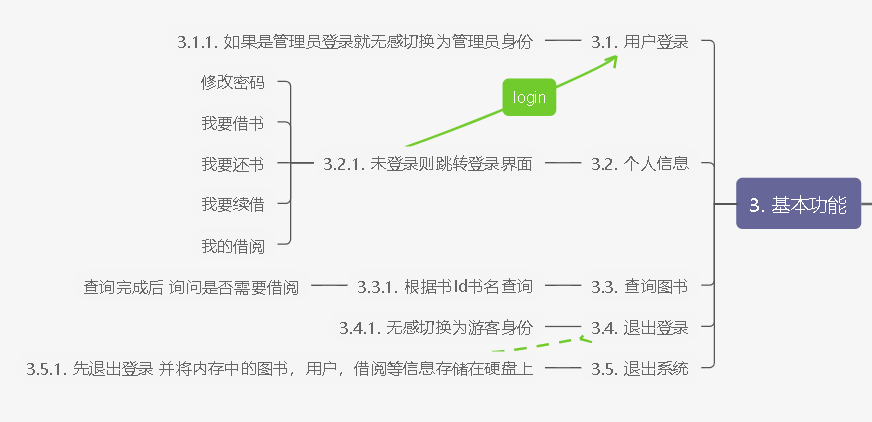 3.1.1. 如果是管理员登录就无感切换为管理员身份
3.1. 用户登录
修改密码
login
我要借书
我要还书
3.2.1. 未登录则跳转登录界面
3.2. 个人信息
我要续借
3. 基本功能
我的借阅
查询完成后 询问是否需要借阅
3.3.1. 根据书Id书名查询
3.3. 查询图书
3.4.1. 无感切换为游客身份
3.4. 退出登录
3.5.1. 先退出登录 并将内存中的图书，用户，借阅等信息存储在硬盘上
3.5. 退出系统